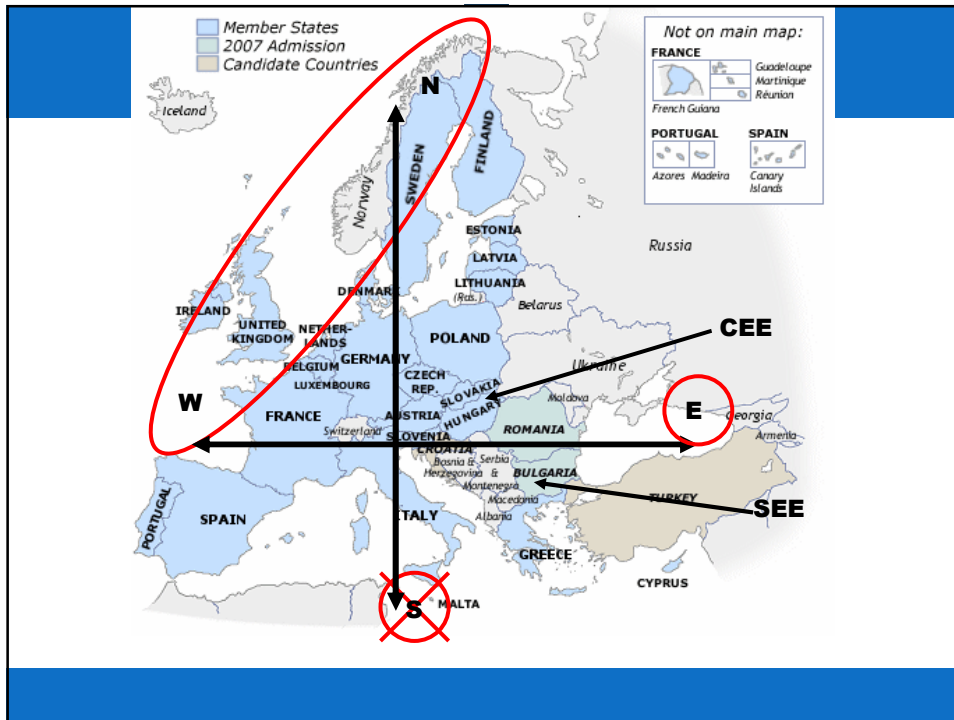 Member States
2007 Admission
Candidate Countries
Not on main map:
FRANCE
Guadeloupe
Martinique
Réunion
French Guiana
PORTUGAL
SPAIN
Azores
Madeira
Canary
Islands
Iceland
N
Norway
SWEDEN
FINLAND
Russia
ESTONIA
LATVIA
LITHUANIA
(Rus.)
DENMARK
Belarus
IRELAND
UNITED
KINGDOM
NETHER-
LANDS
BELGIUM
LUXEMBOURG
GERMANY
POLAND
CEE
CZECH
REP.
SLOVAKIA
Ukraine
W
FRANCE
Switzerland
AUSTRIA
HUNGARY
Moldova
E
Georgia
Armenia
SLOVENIA
CROATIA
ROMANIA
Bosnia &
Herzegovina
Serbia
&
Montenegro
BULGARIA
Macedonia
Albania
TURKEY
SEE
PORTUGAL
SPAIN
ITALY
GREECE
CYPRUS
S
MALTA